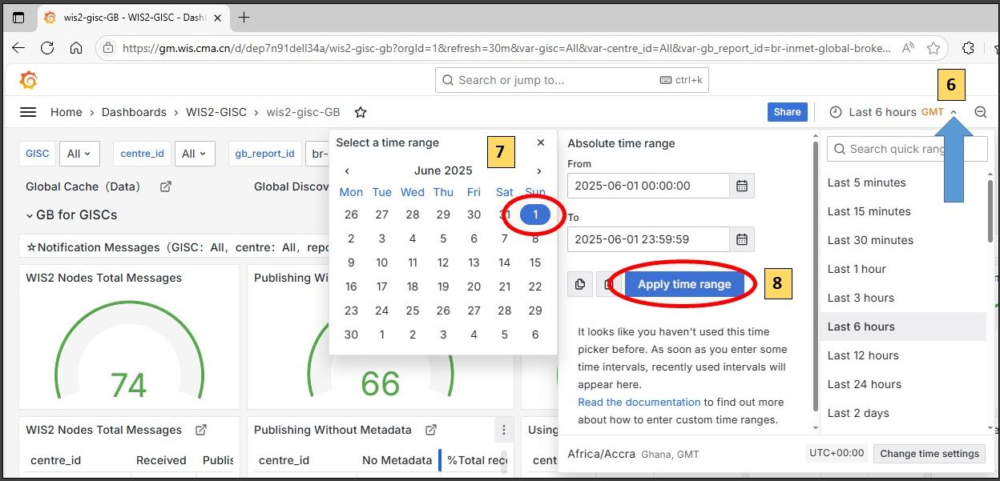 wis2-gisc-GB - WIS2-GISC - Dashl
https://gm.wis.cma.cn/d/dep7n91dell34a/wis2-gisc-gb?orgId=1&refresh=30m&var-gisc=All&var-centre_id=All&var-gb_report_id=br-inmet-global-broke...
Search or jump to... ctrl+k
6
Home › Dashboards › WIS2-GISC › wis2-gisc-GB
Share
Last 6 hours GMT
GISC All
centre_id All
gb_report_id br-
Global Cache (Data)
Global Discov
GB for GISCs
☆Notification Messages (GISC: All, centre: All, repo
WIS2 Nodes Total Messages
74
Publishing Wi
66
WIS2 Nodes Total Messages
centre_id Received Publis
Publishing Without Metadata
centre_id No Metadata %Total rec
Using
cent
Select a time range
7
June 2025
Mon Tue Wed Thu Fri Sat Sun
26 27 28 29 30 31 1
2 3 4 5 6 7 8
9 10 11 12 13 14 15
16 17 18 19 20 21 22
23 24 25 26 27 28 29
30 1 2 3 4 5 6
Absolute time range
From
2025-06-01 00:00:00
To
2025-06-01 23:59:59
Apply time range
8
It looks like you haven't used this time
picker before. As soon as you enter some
time intervals, recently used intervals will
appear here.
Read the documentation to find out more
about how to enter custom time ranges.
Search quick rang
Last 5 minutes
Last 15 minutes
Last 30 minutes
Last 1 hour
Last 3 hours
Last 6 hours
Last 12 hours
Last 24 hours
Last 2 days
Africa/Accra Ghana, GMT
UTC+00:00
Change time settings